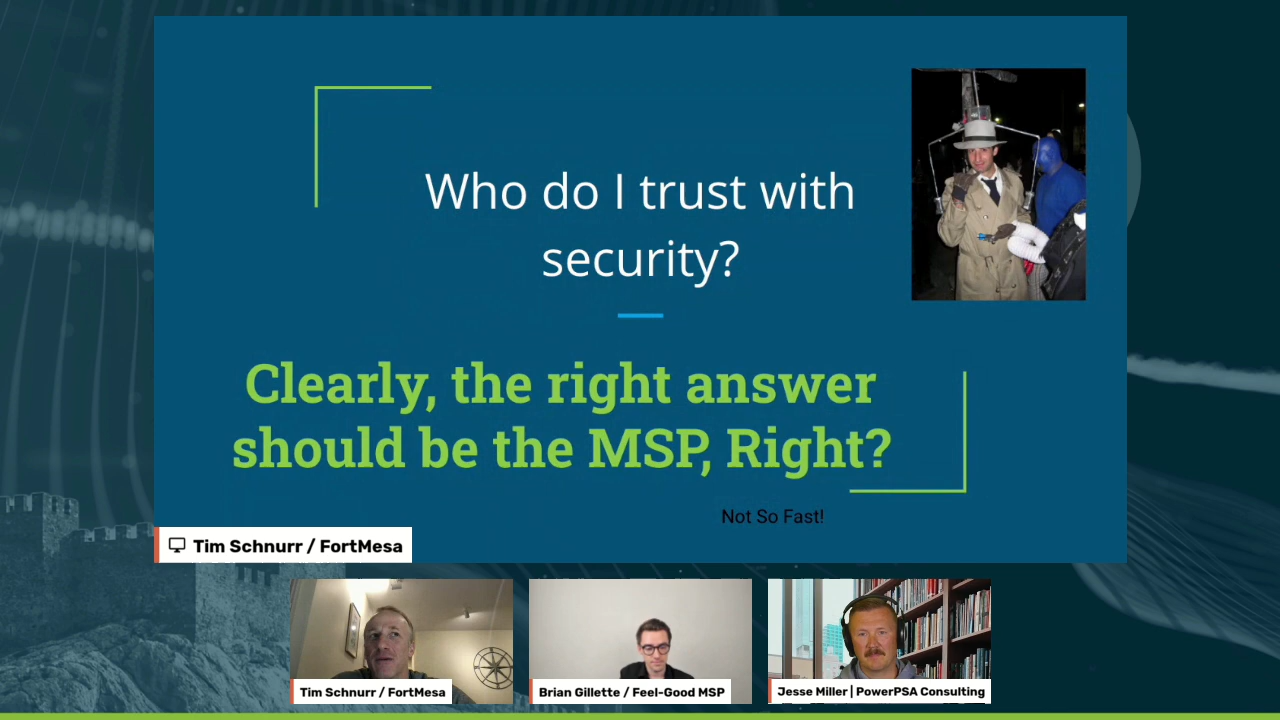 Who do I trust with
security?
Clearly, the right answer
should be the MSP, Right?
Not So Fast!
Tim Schnurr / FortMesa
Tim Schnurr / FortMesa
Brian Gillette / Feel-Good MSP
Jesse Miller | PowerPSA Consulting